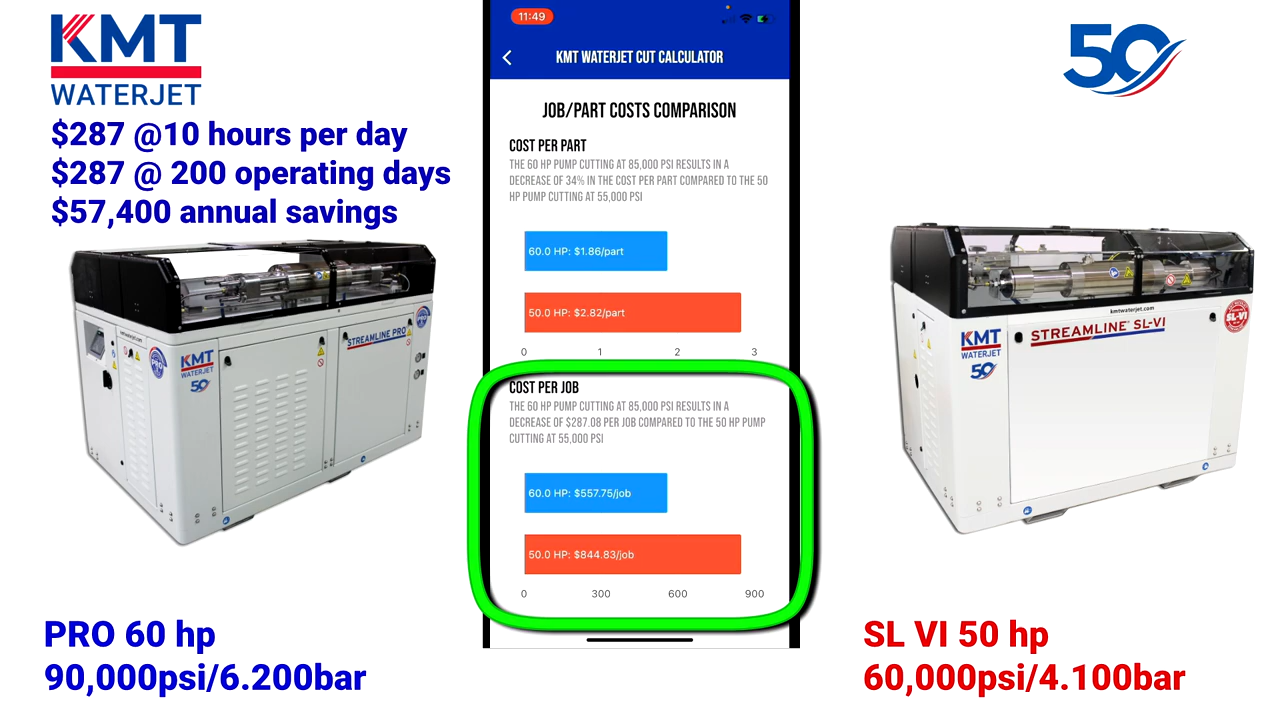 KMT
WATERJET
50
$287 @10 hours per day
$287 @ 200 operating days
$57,400 annual savings
11:49
KMT WATERJET CUT CALCULATOR
JOB/PART COSTS COMPARISON
COST PER PART
THE 60 HP PUMP CUTTING AT 85,000 PSI RESULTS IN A
DECREASE OF 34% IN THE COST PER PART COMPARED TO THE 50
HP PUMP CUTTING AT 55,000 PSI
60.0 HP: $1.86/part
50.0 HP: $2.82/part
0 1 2 3
COST PER JOB
THE 60 HP PUMP CUTTING AT 85,000 PSI RESULTS IN A
DECREASE OF $287.08 PER JOB COMPARED TO THE 50 HP PUMP
CUTTING AT 55,000 PSI
60.0 HP: $557.75/job
50.0 HP: $844.83/job
0 300 600 900
STREAMLINE PRO
KMT
WATERJET
50
PRO
kmtwaterjet.com
STREAMLINE SL-VI
KMT
WATERJET
50
SL-VI
PRO 60 hp
90,000psi/6.200bar
SL VI 50 hp
60,000psi/4.100bar